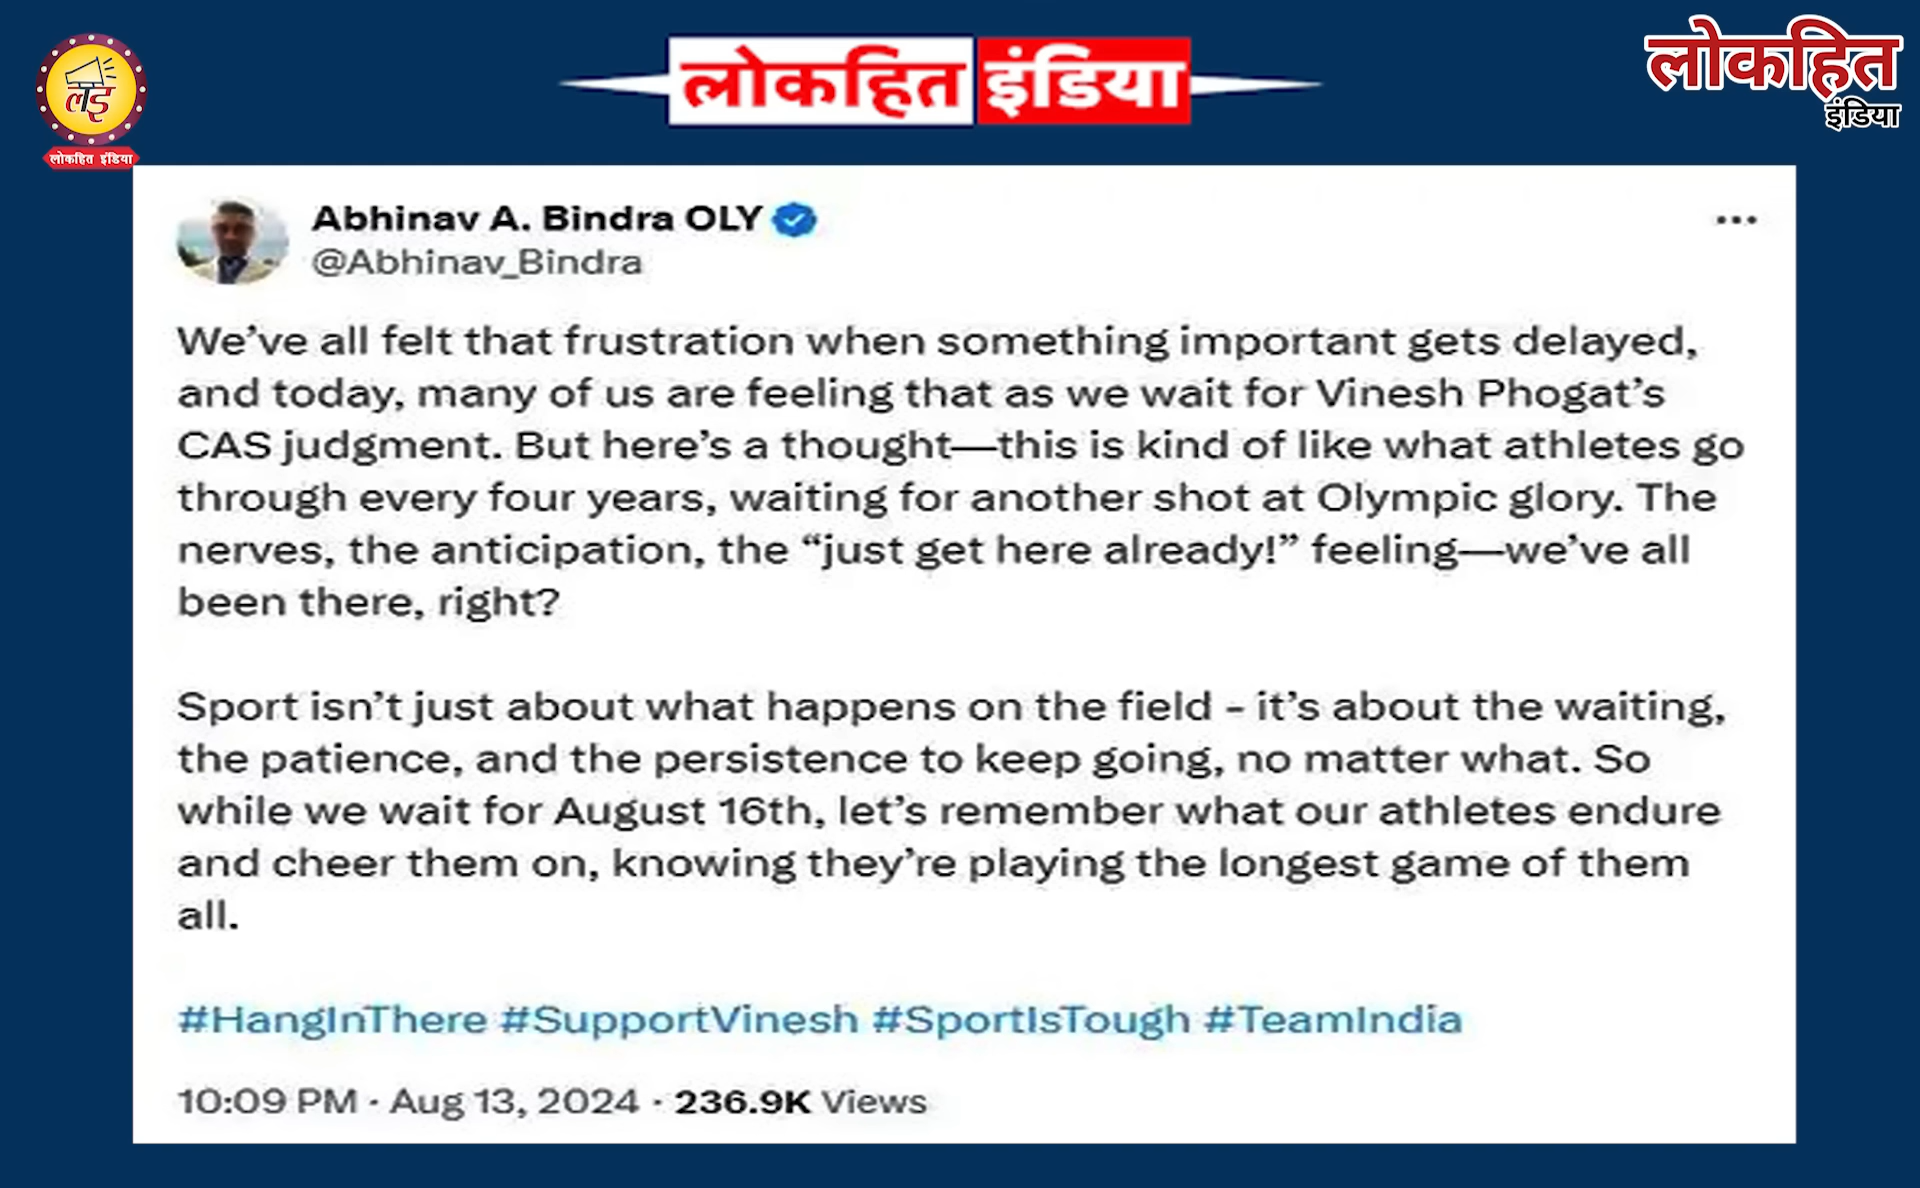 लइ
लोकहित इंडिया
लोकहित इंडिया
लोकहित
इंडिया
Abhinav A. Bindra OLY
@Abhinav_Bindra
We’ve all felt that frustration when something important gets delayed,
and today, many of us are feeling that as we wait for Vinesh Phogat’s
CAS judgment. But here’s a thought—this is kind of like what athletes go
through every four years, waiting for another shot at Olympic glory. The
nerves, the anticipation, the “just get here already!” feeling—we’ve all
been there, right?
Sport isn’t just about what happens on the field - it’s about the waiting,
the patience, and the persistence to keep going, no matter what. So
while we wait for August 16th, let’s remember what our athletes endure
and cheer them on, knowing they’re playing the longest game of them
all.
#HangInThere #SupportVinesh #SportIsTough #TeamIndia
10:09 PM · Aug 13, 2024 · 236.9K Views